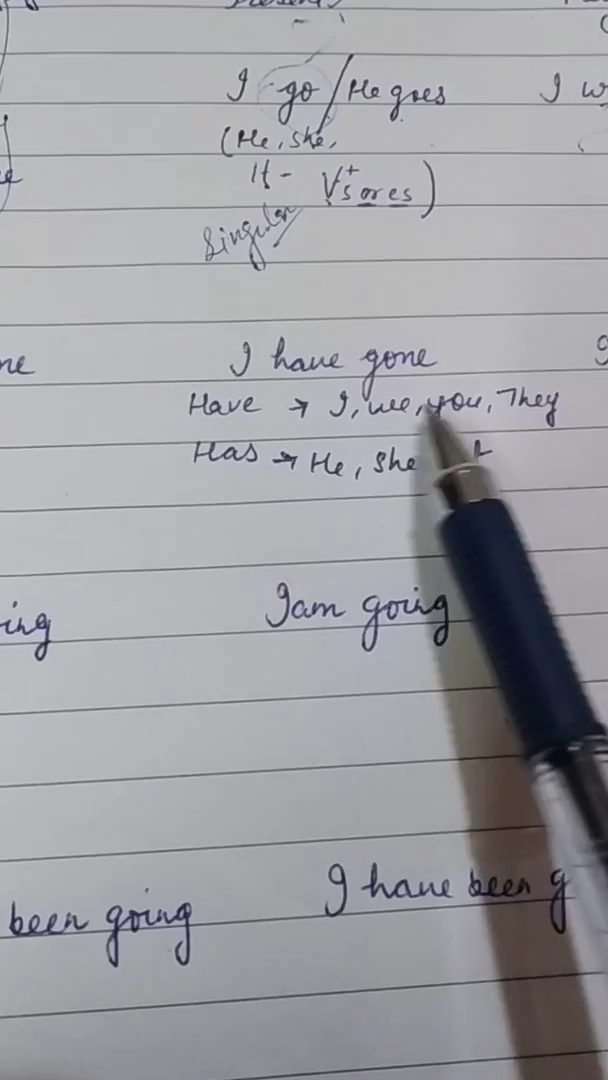 I go / He goes I w
(He, she,
It - V+s or es)
Singular
ne I have gone g
Have → I, we, you, They
Has → He, She
ing I am going
been going I have been g